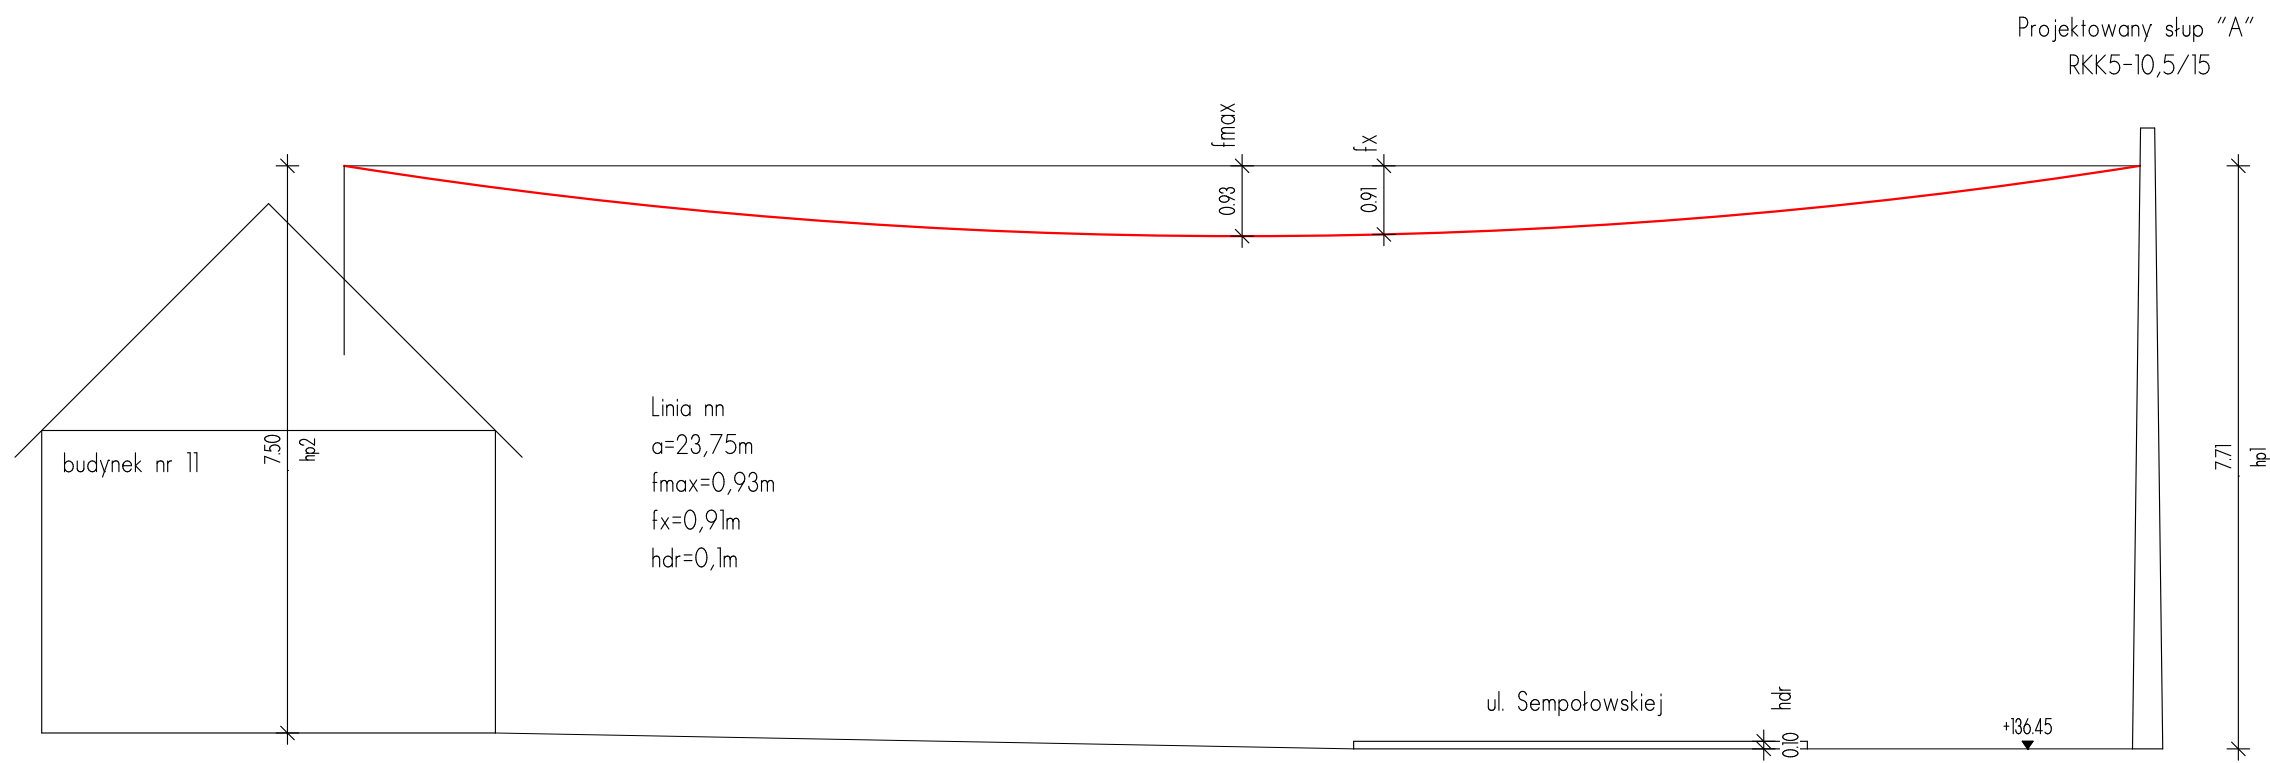 Projektowany słup "A"
RKK5-10,5/15
fmax
fx
0.93
0.91
Linia nn
a=23,75m
fmax=0,93m
fx=0,91m
hdr=0,1m
budynek nr 11
7.50
hp2
7.71
hp1
ul. Sempołowskiej
hdr
0.10
+136.45